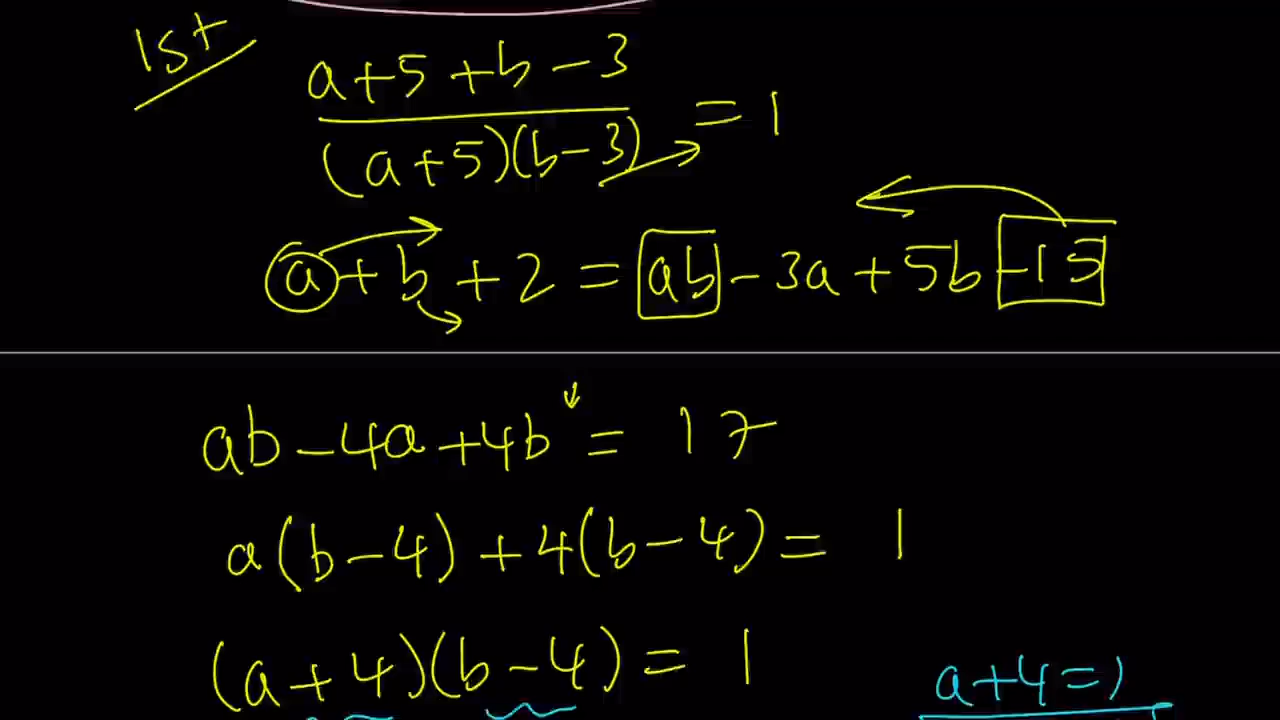 1st
a+5+b-3
(a+5)(b-3) = 1
a+b+2 = ab-3a+5b-15
ab-4a+4b = 17
a(b-4)+4(b-4) = 1
(a+4)(b-4) = 1
a+4=1